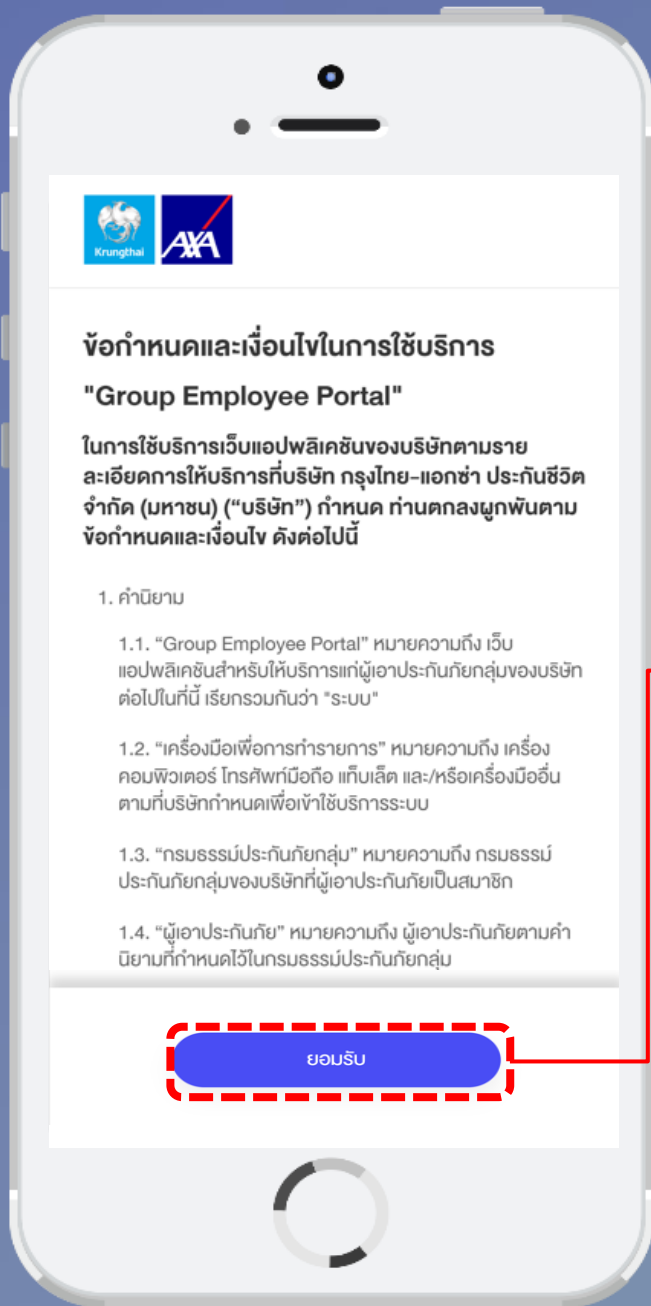 Krungthai
AXA
ข้อกำหนดและเงื่อนไขในการใช้บริการ
"Group Employee Portal"
ในการใช้บริการเว็บแอปพลิเคชันของบริษัทตามราย
ละเอียดการให้บริการที่บริษัท กรุงไทย-แอกซ่า ประกันชีวิต
จำกัด (มหาชน) (“บริษัท”) กำหนด ท่านตกลงผูกพันตาม
ข้อกำหนดและเงื่อนไข ดังต่อไปนี้
1. คำนิยาม
1.1. “Group Employee Portal” หมายความถึง เว็บ
แอปพลิเคชันสำหรับให้บริการแก่ผู้เอาประกันภัยกลุ่มของบริษัท
ต่อไปในที่นี้ เรียกรวมกันว่า "ระบบ"
1.2. “เครื่องมือเพื่อการทำรายการ” หมายความถึง เครื่อง
คอมพิวเตอร์ โทรศัพท์มือถือ แท็บเล็ต และ/หรือเครื่องมืออื่น
ตามที่บริษัทกำหนดเพื่อเข้าใช้บริการระบบ
1.3. “กรมธรรม์ประกันภัยกลุ่ม” หมายความถึง กรมธรรม์
ประกันภัยกลุ่มของบริษัทที่ผู้เอาประกันภัยเป็นสมาชิก
1.4. “ผู้เอาประกันภัย” หมายความถึง ผู้เอาประกันภัยตามคำ
นิยามที่กำหนดไว้ในกรมธรรม์ประกันภัยกลุ่ม
ยอมรับ